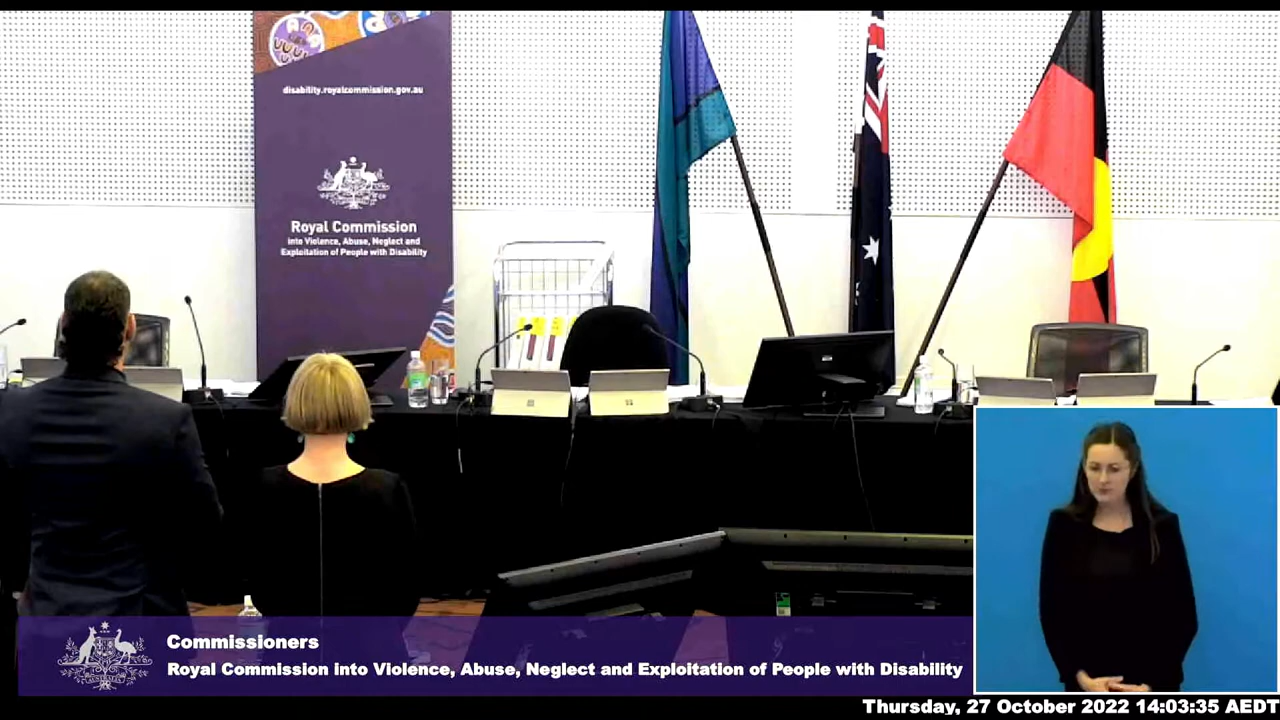 disability.royalcommission.gov.au
Royal Commission
into Violence, Abuse, Neglect and
Exploitation of People with Disability
Commissioners
Royal Commission into Violence, Abuse, Neglect and Exploitation of People with Disability
Thursday, 27 October 2022 14:03:35 AEDT